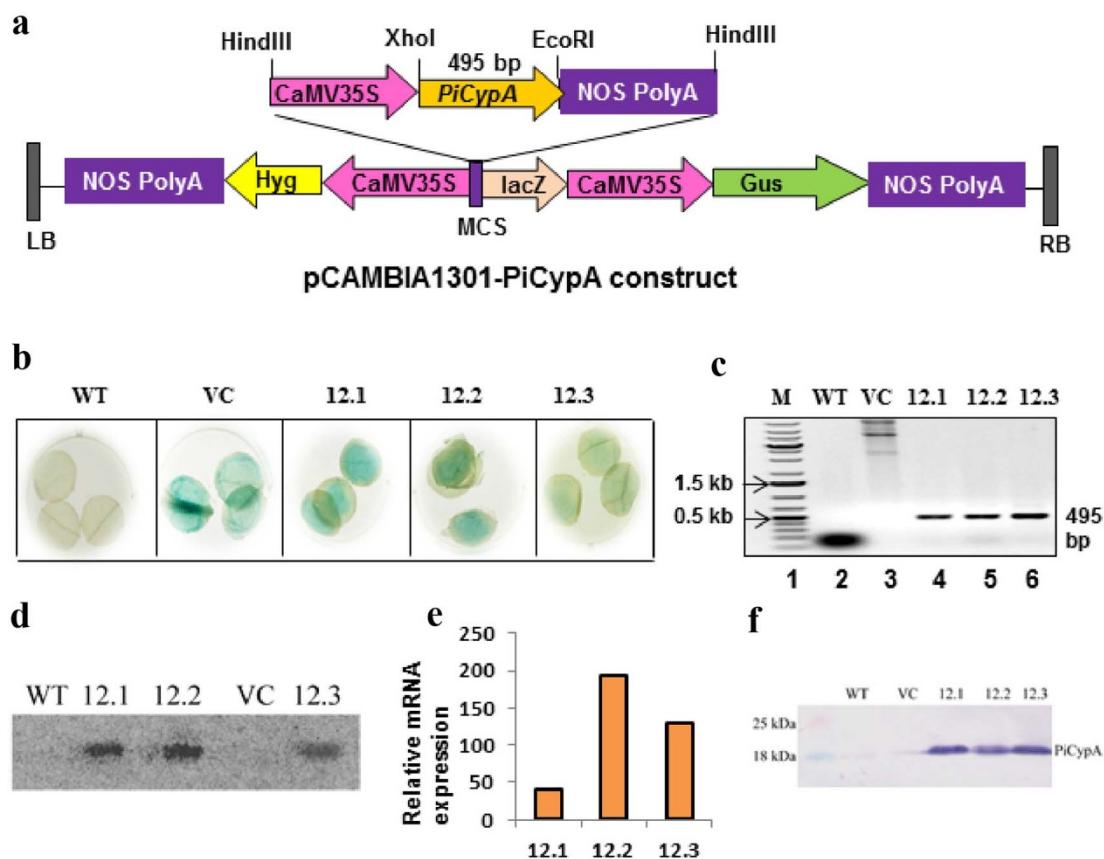 a
HindIII XhoI EcoRI HindIII
495 bp
CaMV35S PiCypA NOS PolyA
NOS PolyA Hyg CaMV35S lacZ CaMV35S Gus NOS PolyA
MCS
LB RB
pCAMBIA1301-PiCypA construct
b
WT VC 12.1 12.2 12.3
c
M WT VC 12.1 12.2 12.3
1.5 kb
0.5 kb
495
bp
1 2 3 4 5 6
d
WT 12.1 12.2 VC 12.3
e
Relative mRNA
expression
250
200
150
100
50
0
12.1 12.2 12.3
f
WT VC 12.1 12.2 12.3
25 kDa
18 kDa
PiCypA